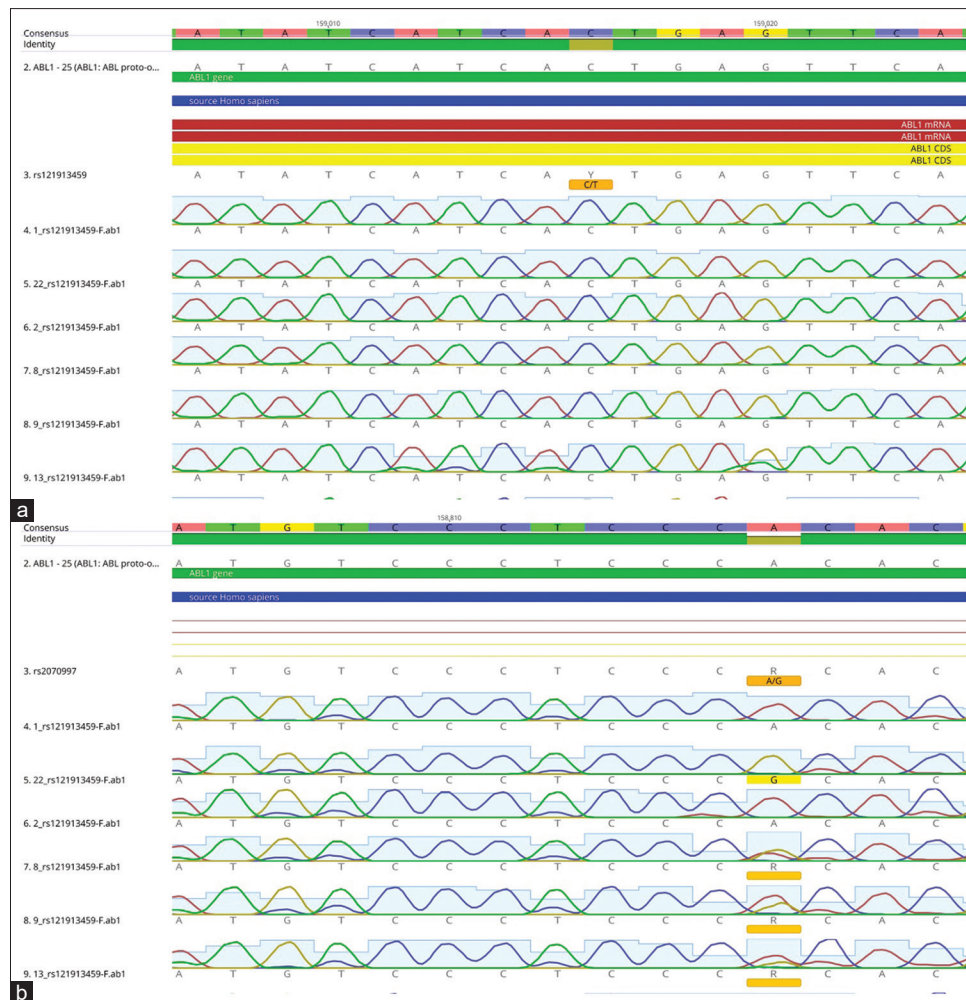 159,010 159,020
Consensus A T A T C A T C A C T G A G T T C A
Identity
2. ABL1 - 25 (ABL1: ABL proto-o... A T A T C A T C A C T G A G T T C A
ABL1 gene
source Homo sapiens
ABL1 mRNA
ABL1 mRNA
ABL1 CDS
ABL1 CDS
3. rs121913459 A T A T C A T C A Y T G A G T T C A
C/T
4. 1_rs121913459-F.ab1 A T A T C A T C A C T G A G T T C A
5. 22_rs121913459-F.ab1 A T A T C A T C A C T G A G T T C A
6. 2_rs121913459-F.ab1 A T A T C A T C A C T G A G T T C A
7. 8_rs121913459-F.ab1 A T A T C A T C A C T G A G T T C A
8. 9_rs121913459-F.ab1 A T A T C A T C A C T G A G T T C A
9. 13_rs121913459-F.ab1 A T A T C A T C A C T G A G T T C A
a
158,810
Consensus A T G T C C C T C C C A C A C
Identity
2. ABL1 - 25 (ABL1: ABL proto-o... A T G T C C C T C C C A C A C
ABL1 gene
source Homo sapiens
3. rs2070997 A T G T C C C T C C C R C A C
A/G
4. 1_rs121913459-F.ab1 A T G T C C C T C C C A C A C
5. 22_rs121913459-F.ab1 A T G T C C C T C C C G C A C
6. 2_rs121913459-F.ab1 A T G T C C C T C C C A C A C
7. 8_rs121913459-F.ab1 A T G T C C C T C C C R C A C
8. 9_rs121913459-F.ab1 A T G T C C C T C C C R C A C
9. 13_rs121913459-F.ab1 A T G T C C C T C C C R C A C
b